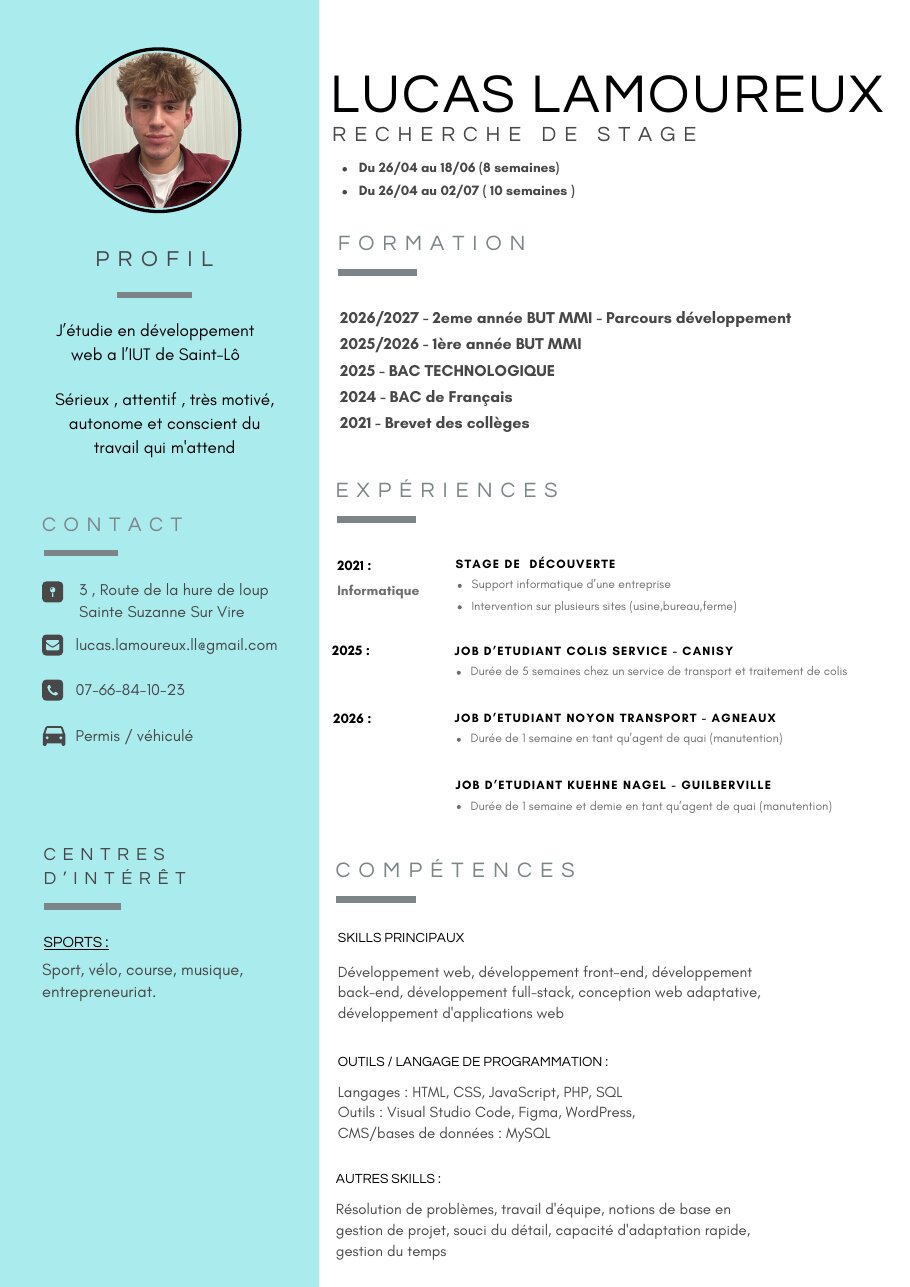 LUCAS LAMOUREUX
RECHERCHE DE STAGE
• Du 26/04 au 18/06 (8 semaines)
• Du 26/04 au 02/07 ( 10 semaines )
PROFIL
J’étudie en développement
web a l’IUT de Saint-Lô
Sérieux , attentif , très motivé,
autonome et conscient du
travail qui m'attend
CONTACT
3 , Route de la hure de loup
Sainte Suzanne Sur Vire
lucas.lamoureux.ll@gmail.com
07-66-84-10-23
Permis / véhiculé
CENTRES
D’INTÉRÊT
SPORTS :
Sport, vélo, course, musique,
entrepreneuriat.
FORMATION
2026/2027 - 2eme année BUT MMI - Parcours développement
2025/2026 - 1ère année BUT MMI
2025 - BAC TECHNOLOGIQUE
2024 - BAC de Français
2021 - Brevet des collèges
EXPÉRIENCES
2021 :
Informatique
STAGE DE DÉCOUVERTE
• Support informatique d’une entreprise
• Intervention sur plusieurs sites (usine,bureau,ferme)
2025 :
JOB D’ETUDIANT COLIS SERVICE - CANISY
• Durée de 5 semaines chez un service de transport et traitement de colis
2026 :
JOB D’ETUDIANT NOYON TRANSPORT - AGNEAUX
• Durée de 1 semaine en tant qu’agent de quai (manutention)
JOB D’ETUDIANT KUEHNE NAGEL - GUILBERVILLE
• Durée de 1 semaine et demie en tant qu’agent de quai (manutention)
COMPÉTENCES
SKILLS PRINCIPAUX
Développement web, développement front-end, développement
back-end, développement full-stack, conception web adaptative,
développement d'applications web
OUTILS / LANGAGE DE PROGRAMMATION :
Langages : HTML, CSS, JavaScript, PHP, SQL
Outils : Visual Studio Code, Figma, WordPress,
CMS/bases de données : MySQL
AUTRES SKILLS :
Résolution de problèmes, travail d'équipe, notions de base en
gestion de projet, souci du détail, capacité d'adaptation rapide,
gestion du temps